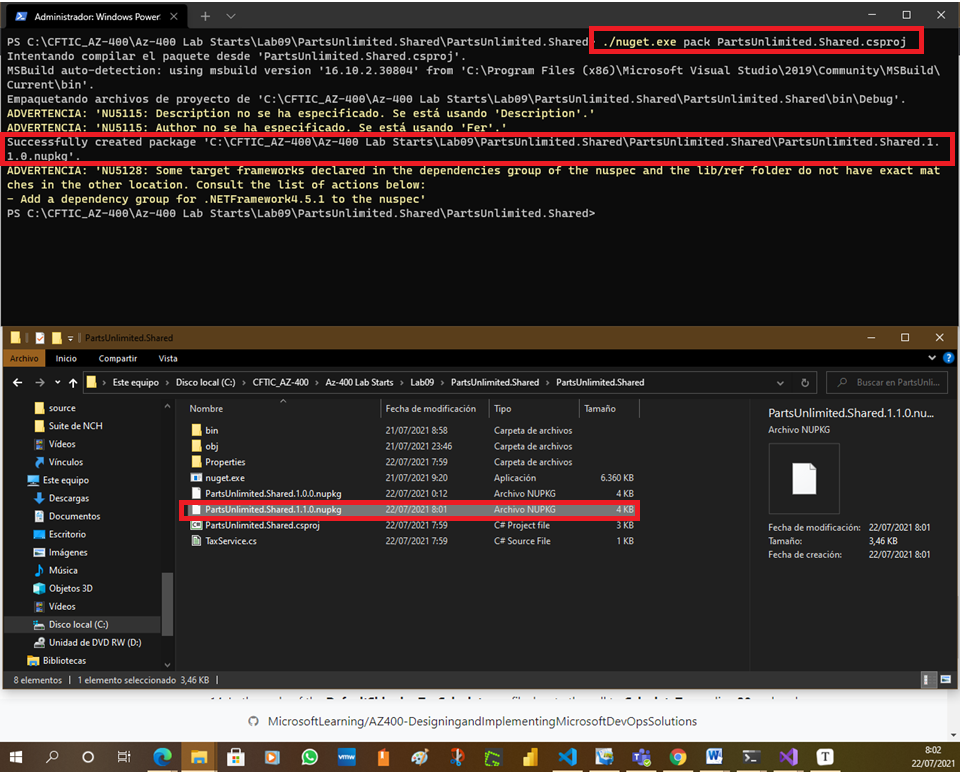 Administrador: Windows Power
PS C:\CFTIC_AZ-400\Az-400 Lab Starts\Lab09\PartsUnlimited.Shared\PartsUnlimited.Shared> ./nuget.exe pack PartsUnlimited.Shared.csproj
Intentando compilar el paquete desde 'PartsUnlimited.Shared.csproj'.
MSBuild auto-detection: using msbuild version '16.10.2.30804' from 'C:\Program Files (x86)\Microsoft Visual Studio\2019\Community\MSBuild\
Current\bin'.
Empaquetando archivos de proyecto de 'C:\CFTIC_AZ-400\Az-400 Lab Starts\Lab09\PartsUnlimited.Shared\PartsUnlimited.Shared\bin\Debug'.
ADVERTENCIA: 'NU5115: Description no se ha especificado. Se está usando 'Description'.'
ADVERTENCIA: 'NU5115: Author no se ha especificado. Se está usando 'Fer'.'
Successfully created package 'C:\CFTIC_AZ-400\Az-400 Lab Starts\Lab09\PartsUnlimited.Shared\PartsUnlimited.Shared\PartsUnlimited.Shared.1.
1.0.nupkg'.
ADVERTENCIA: 'NU5128: Some target frameworks declared in the dependencies group of the nuspec and the lib/ref folder do not have exact mat
ches in the other location. Consult the list of actions below:
- Add a dependency group for .NETFramework4.5.1 to the nuspec'
PS C:\CFTIC_AZ-400\Az-400 Lab Starts\Lab09\PartsUnlimited.Shared\PartsUnlimited.Shared>
PartsUnlimited.Shared
Archivo Inicio Compartir Vista
Este equipo Disco local (C:) CFTIC_AZ-400 Az-400 Lab Starts Lab09 PartsUnlimited.Shared PartsUnlimited.Shared Buscar en PartsUnli...
source
Suite de NCH
Vídeos
Vínculos
Este equipo
Descargas
Documentos
Escritorio
Imágenes
Música
Objetos 3D
Vídeos
Disco local (C:)
Unidad de DVD RW (D:)
Bibliotecas
Nombre Fecha de modificación Tipo Tamaño
bin 21/07/2021 8:58 Carpeta de archivos
obj 21/07/2021 23:46 Carpeta de archivos
Properties 22/07/2021 7:59 Carpeta de archivos
nuget.exe 21/07/2021 9:20 Aplicación 6.360 KB
PartsUnlimited.Shared.1.0.0.nupkg 22/07/2021 0:12 Archivo NUPKG 4 KB
PartsUnlimited.Shared.1.1.0.nupkg 22/07/2021 8:01 Archivo NUPKG 4 KB
PartsUnlimited.Shared.csproj 22/07/2021 7:59 C# Project file 3 KB
TaxService.cs 22/07/2021 7:59 C# Source File 1 KB
PartsUnlimited.Shared.1.1.0.nu...
Archivo NUPKG
Fecha de modificación: 22/07/2021 8:01
Tamaño: 3,46 KB
Fecha de creación: 22/07/2021 8:01
8 elementos 1 elemento seleccionado 3,46 KB
MicrosoftLearning/AZ400-DesigningandImplementingMicrosoftDevOpsSolutions
vmw
8:02
22/07/2021